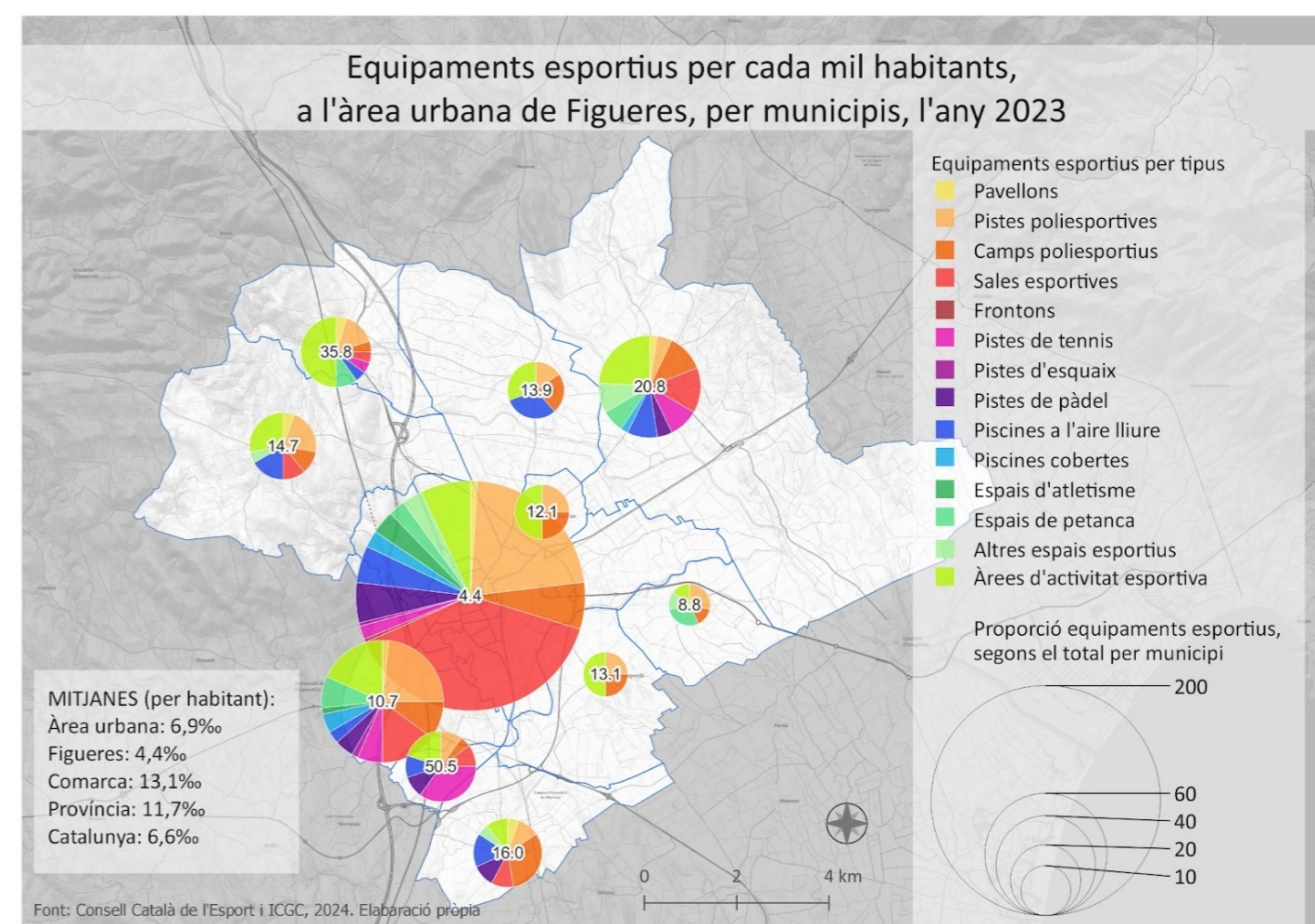 Equipaments esportius per cada mil habitants,
a l'àrea urbana de Figueres, per municipis, l'any 2023
Equipaments esportius per tipus
Pavellons
Pistes poliesportives
Camps poliesportius
Sales esportives
Frontons
Pistes de tennis
Pistes d'esquaix
Pistes de pàdel
Piscines a l'aire lliure
Piscines cobertes
Espais d'atletisme
Espais de petanca
Altres espais esportius
Àrees d'activitat esportiva
Proporció equipaments esportius,
segons el total per municipi
200
60
40
20
10
35.8
13.9
20.8
14.7
12.1
4.4
8.8
13.1
10.7
50.5
16.0
MITJANES (per habitant):
Àrea urbana: 6,9‰
Figueres: 4,4‰
Comarca: 13,1‰
Província: 11,7‰
Catalunya: 6,6‰
0 2 4 km
Font: Consell Català de l'Esport i ICGC, 2024. Elabaració pròpia